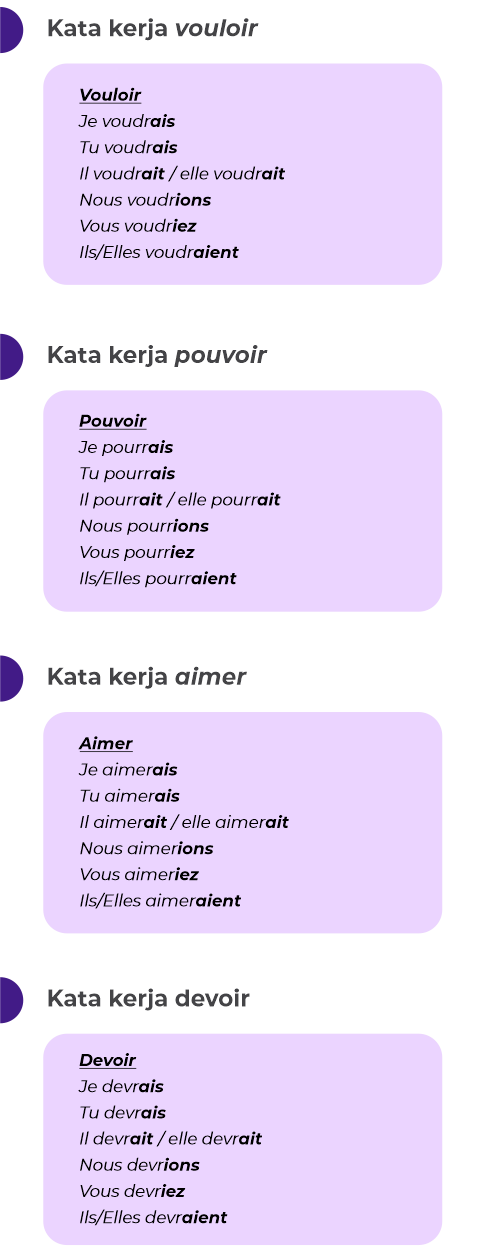 Kata kerja vouloir
Vouloir
Je voudrais
Tu voudrais
Il voudrait / elle voudrait
Nous voudrions
Vous voudriez
Ils/Elles voudraient
Kata kerja pouvoir
Pouvoir
Je pourrais
Tu pourrais
Il pourrait / elle pourrait
Nous pourrions
Vous pourriez
Ils/Elles pourraient
Kata kerja aimer
Aimer
Je aimerais
Tu aimerais
Il aimerait / elle aimerait
Nous aimerions
Vous aimeriez
Ils/Elles aimeraient
Kata kerja devoir
Devoir
Je devrais
Tu devrais
Il devrait / elle devrait
Nous devrions
Vous devriez
Ils/Elles devraient